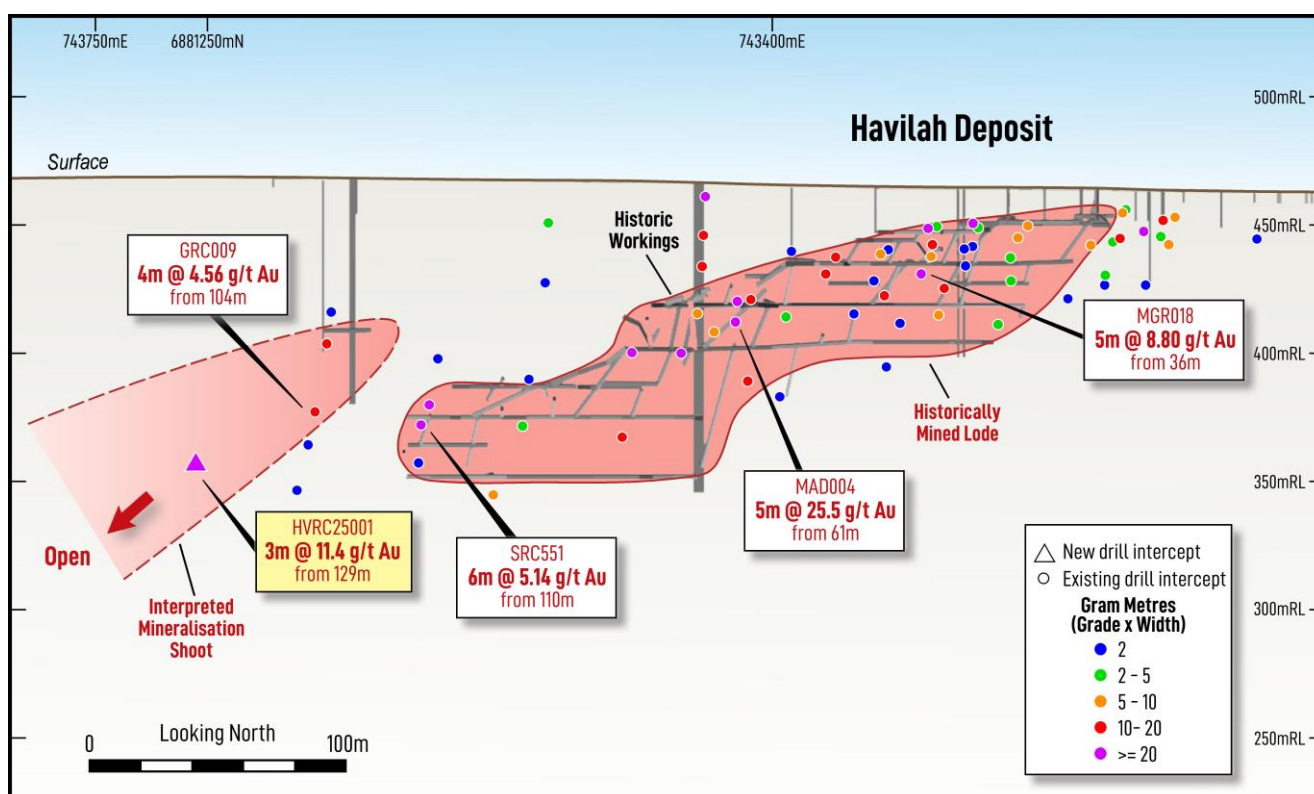 743750mE
6881250mN
743400mE
500mRL
Havilah Deposit
Surface
450mRL
Historic
Workings
GRC009
4m @ 4.56 g/t Au
from 104m
MGR018
5m @ 8.80 g/t Au
from 36m
400mRL
Historically
Mined Lode
350mRL
MAD004
5m @ 25.5 g/t Au
from 61m
HVRC25001
3m @ 11.4 g/t Au
from 129m
SRC551
6m @ 5.14 g/t Au
from 110m
Open
Interpreted
Mineralisation
Shoot
300mRL
New drill intercept
Existing drill intercept
Gram Metres
(Grade x Width)
2
2 - 5
5 - 10
10- 20
>= 20
250mRL
Looking North
0
100m